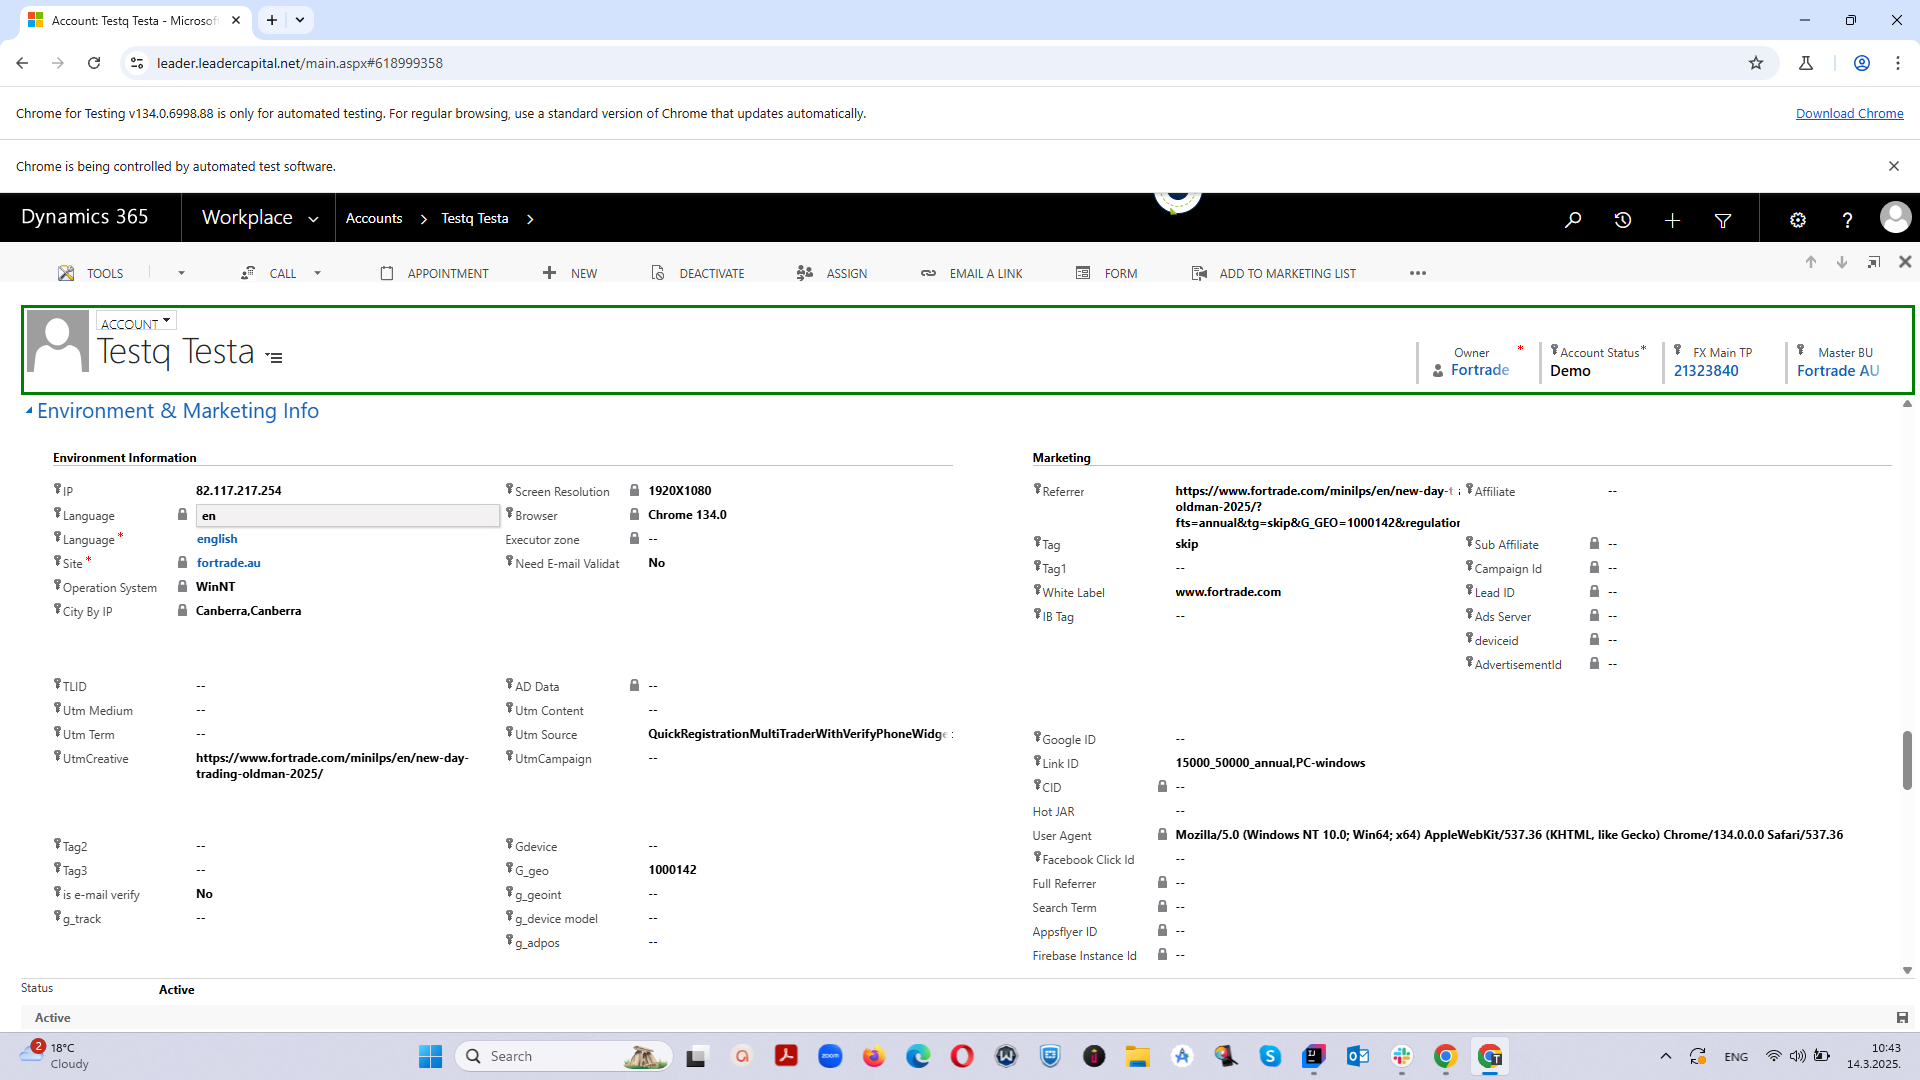 Account: Testq Testa - Microsof
leader.leadercapital.net/main.aspx#618999358
Chrome for Testing v134.0.6998.88 is only for automated testing. For regular browsing, use a standard version of Chrome that updates automatically.
Download Chrome
Chrome is being controlled by automated test software.
Dynamics 365
Workplace
Accounts
Testq Testa
TOOLS
CALL
APPOINTMENT
NEW
DEACTIVATE
ASSIGN
EMAIL A LINK
FORM
ADD TO MARKETING LIST
ACCOUNT
Testq Testa
Owner *
Fortrade
Account Status *
Demo
FX Main TP
21323840
Master BU
Fortrade AU
Environment & Marketing Info
Environment Information
IP 82.117.217.254
Language en
Language * english
Site * fortrade.au
Operation System WinNT
City By IP Canberra,Canberra
Screen Resolution 1920X1080
Browser Chrome 134.0
Executor zone --
Need E-mail Validat No
TLID --
Utm Medium --
Utm Term --
UtmCreative https://www.fortrade.com/minilps/en/new-day-
trading-oldman-2025/
AD Data --
Utm Content --
Utm Source QuickRegistrationMultiTraderWithVerifyPhoneWidge
UtmCampaign --
Tag2 --
Tag3 --
is e-mail verify No
g_track --
Gdevice --
G_geo 1000142
g_geoint --
g_device model --
g_adpos --
Marketing
Referrer https://www.fortrade.com/minilps/en/new-day-t
oldman-2025/?
fts=annual&tg=skip&G_GEO=1000142&regulation
Tag skip
Tag1 --
White Label www.fortrade.com
IB Tag --
Affiliate --
Sub Affiliate --
Campaign Id --
Lead ID --
Ads Server --
deviceid --
AdvertisementId --
Google ID --
Link ID 15000_50000_annual,PC-windows
CID --
Hot JAR --
User Agent Mozilla/5.0 (Windows NT 10.0; Win64; x64) AppleWebKit/537.36 (KHTML, like Gecko) Chrome/134.0.0.0 Safari/537.36
Facebook Click Id --
Full Referrer --
Search Term --
Appsflyer ID --
Firebase Instance Id --
Status Active
Active
2
18°C
Cloudy
Search
zoom
ENG
10:43
14.3.2025.